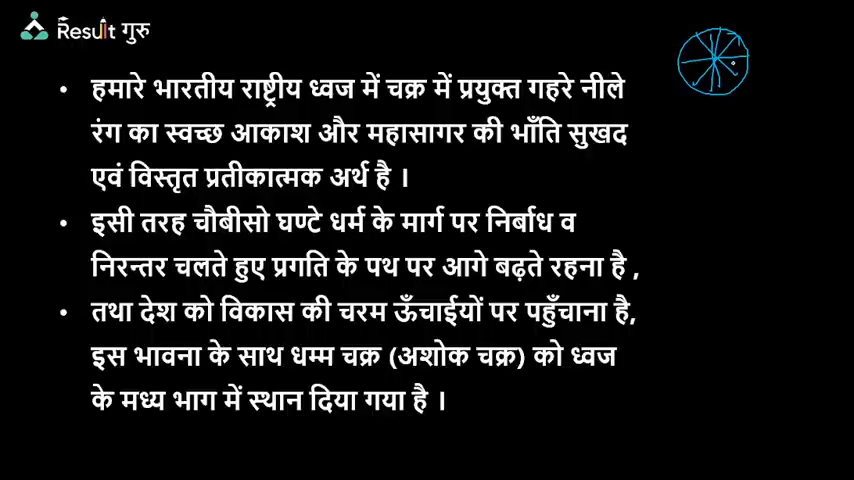 Result गुरु
• हमारे भारतीय राष्ट्रीय ध्वज में चक्र में प्रयुक्त गहरे नीले
रंग का स्वच्छ आकाश और महासागर की भाँति सुखद
एवं विस्तृत प्रतीकात्मक अर्थ है ।
• इसी तरह चौबीसो घण्टे धर्म के मार्ग पर निर्बाध व
निरन्तर चलते हुए प्रगति के पथ पर आगे बढ़ते रहना है ,
• तथा देश को विकास की चरम ऊँचाईयों पर पहुँचाना है,
इस भावना के साथ धम्म चक्र (अशोक चक्र) को ध्वज
के मध्य भाग में स्थान दिया गया है ।